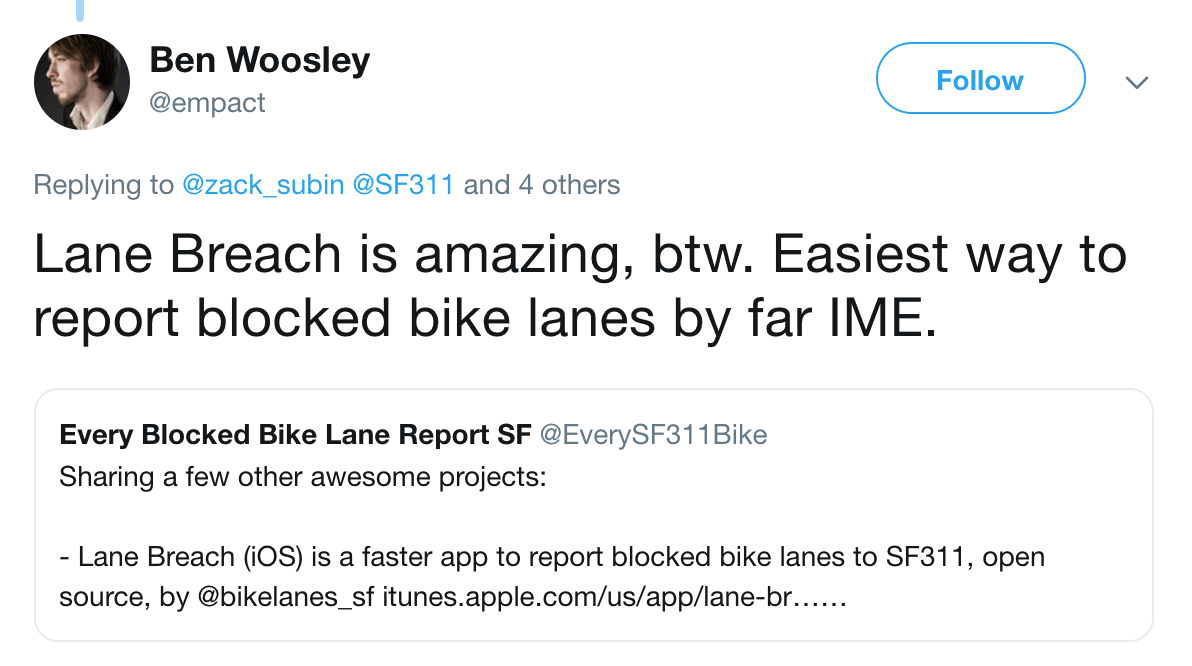 Ben Woosley
@empact
Follow
Replying to @zack_subin @SF311 and 4 others
Lane Breach is amazing, btw. Easiest way to
report blocked bike lanes by far IME.
Every Blocked Bike Lane Report SF @EverySF311Bike
Sharing a few other awesome projects:
- Lane Breach (iOS) is a faster app to report blocked bike lanes to SF311, open
source, by @bikelanes_sf itunes.apple.com/us/app/lane-br……